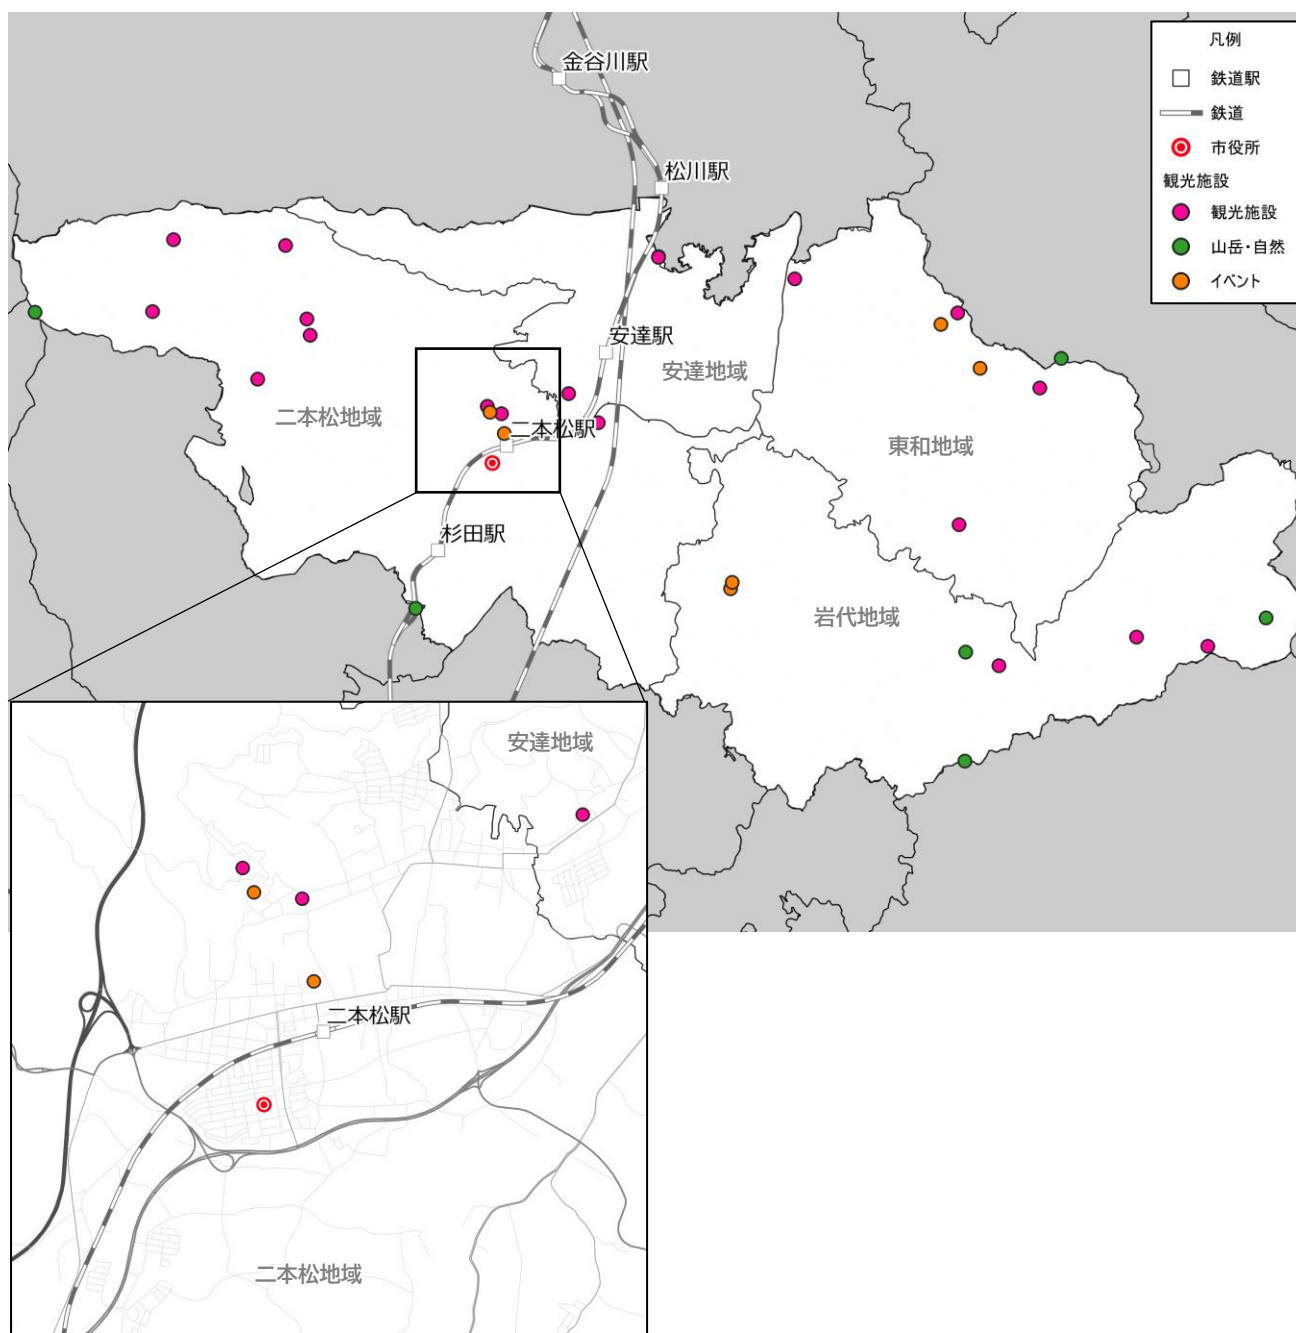 金谷川駅
松川駅
安達駅
安達地域
二本松地域
二本松駅
東和地域
杉田駅
岩代地域
凡例
鉄道駅
鉄道
市役所
観光施設
観光施設
山岳・自然
イベント
安達地域
二本松駅
二本松地域